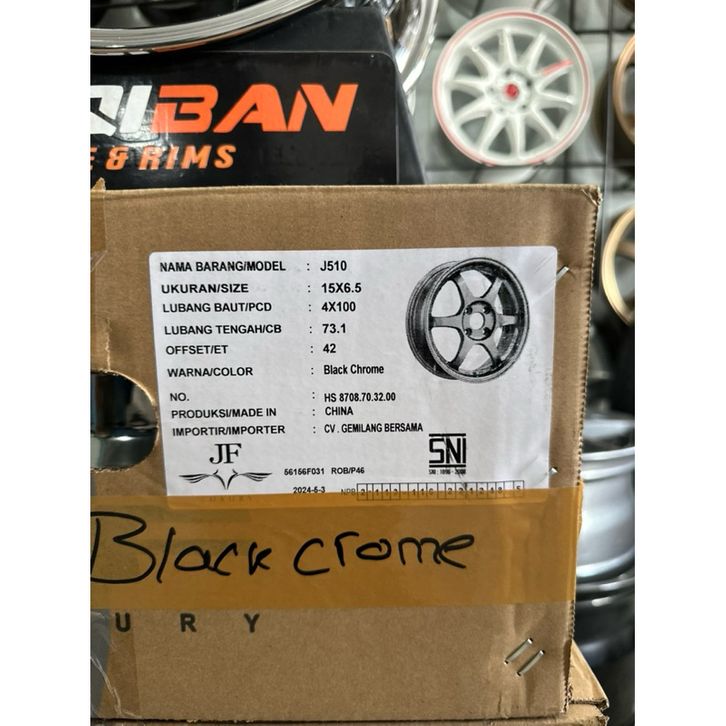 QIBAN
E & RIMS
NAMA BARANG/MODEL : J510
UKURAN/SIZE : 15X6.5
LUBANG BAUT/PCD : 4X100
LUBANG TENGAH/CB : 73.1
OFFSET/ET : 42
WARNA/COLOR : Black Chrome
NO. : HS 8708.70.32.00
PRODUKSI/MADE IN : CHINA
IMPORTIR/IMPORTER : CV . GEMILANG BERSAMA
JF
SNI
56156F031 ROB/P46
2024-5-3
Black crome
URY